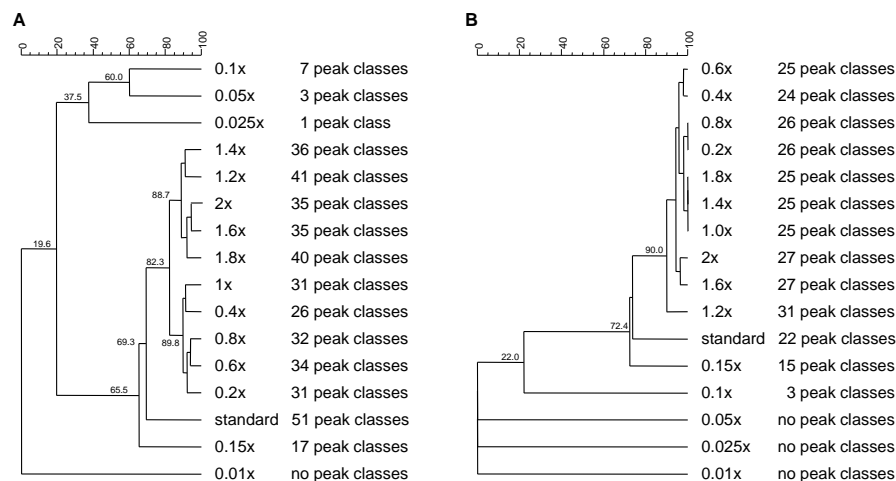 A
0 20 40 60 80 100
0.1x 7 peak classes
60.0
0.05x 3 peak classes
37.5
0.025x 1 peak class
1.4x 36 peak classes
1.2x 41 peak classes
88.7
2x 35 peak classes
1.6x 35 peak classes
19.6
1.8x 40 peak classes
82.3
1x 31 peak classes
0.4x 26 peak classes
0.8x 32 peak classes
69.3 89.8
0.6x 34 peak classes
65.5
0.2x 31 peak classes
standard 51 peak classes
0.15x 17 peak classes
0.01x no peak classes
B
0 20 40 60 80 100
0.6x 25 peak classes
0.4x 24 peak classes
0.8x 26 peak classes
0.2x 26 peak classes
1.8x 25 peak classes
1.4x 25 peak classes
1.0x 25 peak classes
90.0
2x 27 peak classes
1.6x 27 peak classes
1.2x 31 peak classes
72.4
standard 22 peak classes
22.0
0.15x 15 peak classes
0.1x 3 peak classes
0.05x no peak classes
0.025x no peak classes
0.01x no peak classes